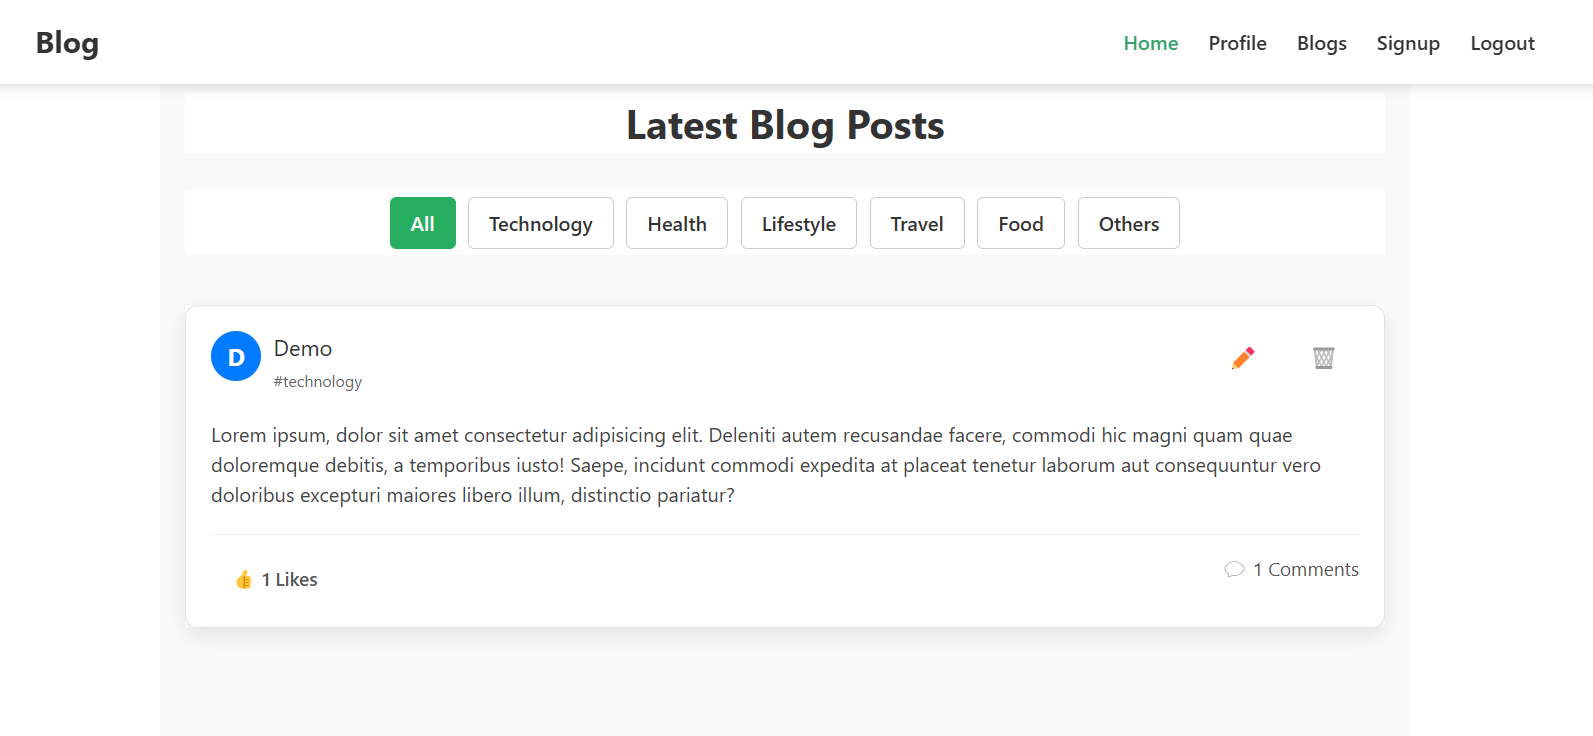 Blog
Home Profile Blogs Signup Logout
Latest Blog Posts
All Technology Health Lifestyle Travel Food Others
D
Demo
#technology
Lorem ipsum, dolor sit amet consectetur adipisicing elit. Deleniti autem recusandae facere, commodi hic magni quam quae
doloremque debitis, a temporibus iusto! Saepe, incidunt commodi expedita at placeat tenetur laborum aut consequuntur vero
doloribus excepturi maiores libero illum, distinctio pariatur?
1 Likes
1 Comments